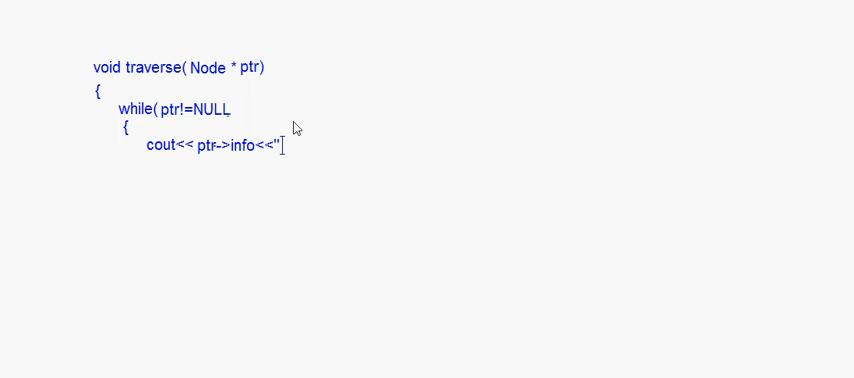 void traverse( Node * ptr)
{
while( ptr!=NULL
{
cout<< ptr->info<<"